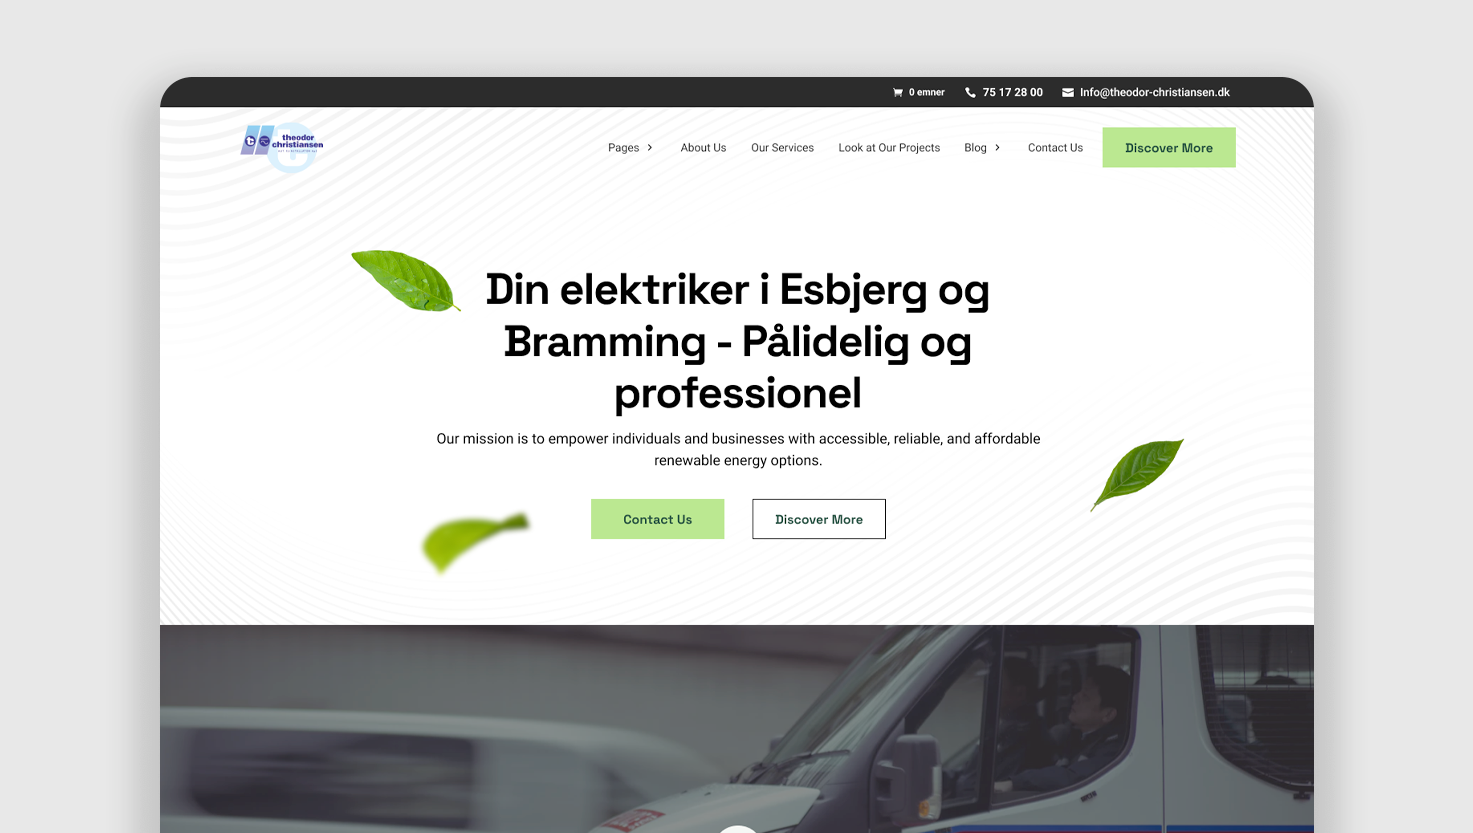 0 emner
75 17 28 00
Info@theodor-christiansen.dk
theodor
christiansen
Pages
About Us
Our Services
Look at Our Projects
Blog
Contact Us
Discover More
Din elektriker i Esbjerg og
Bramming - Pålidelig og
professionel
Our mission is to empower individuals and businesses with accessible, reliable, and affordable
renewable energy options.
Contact Us
Discover More